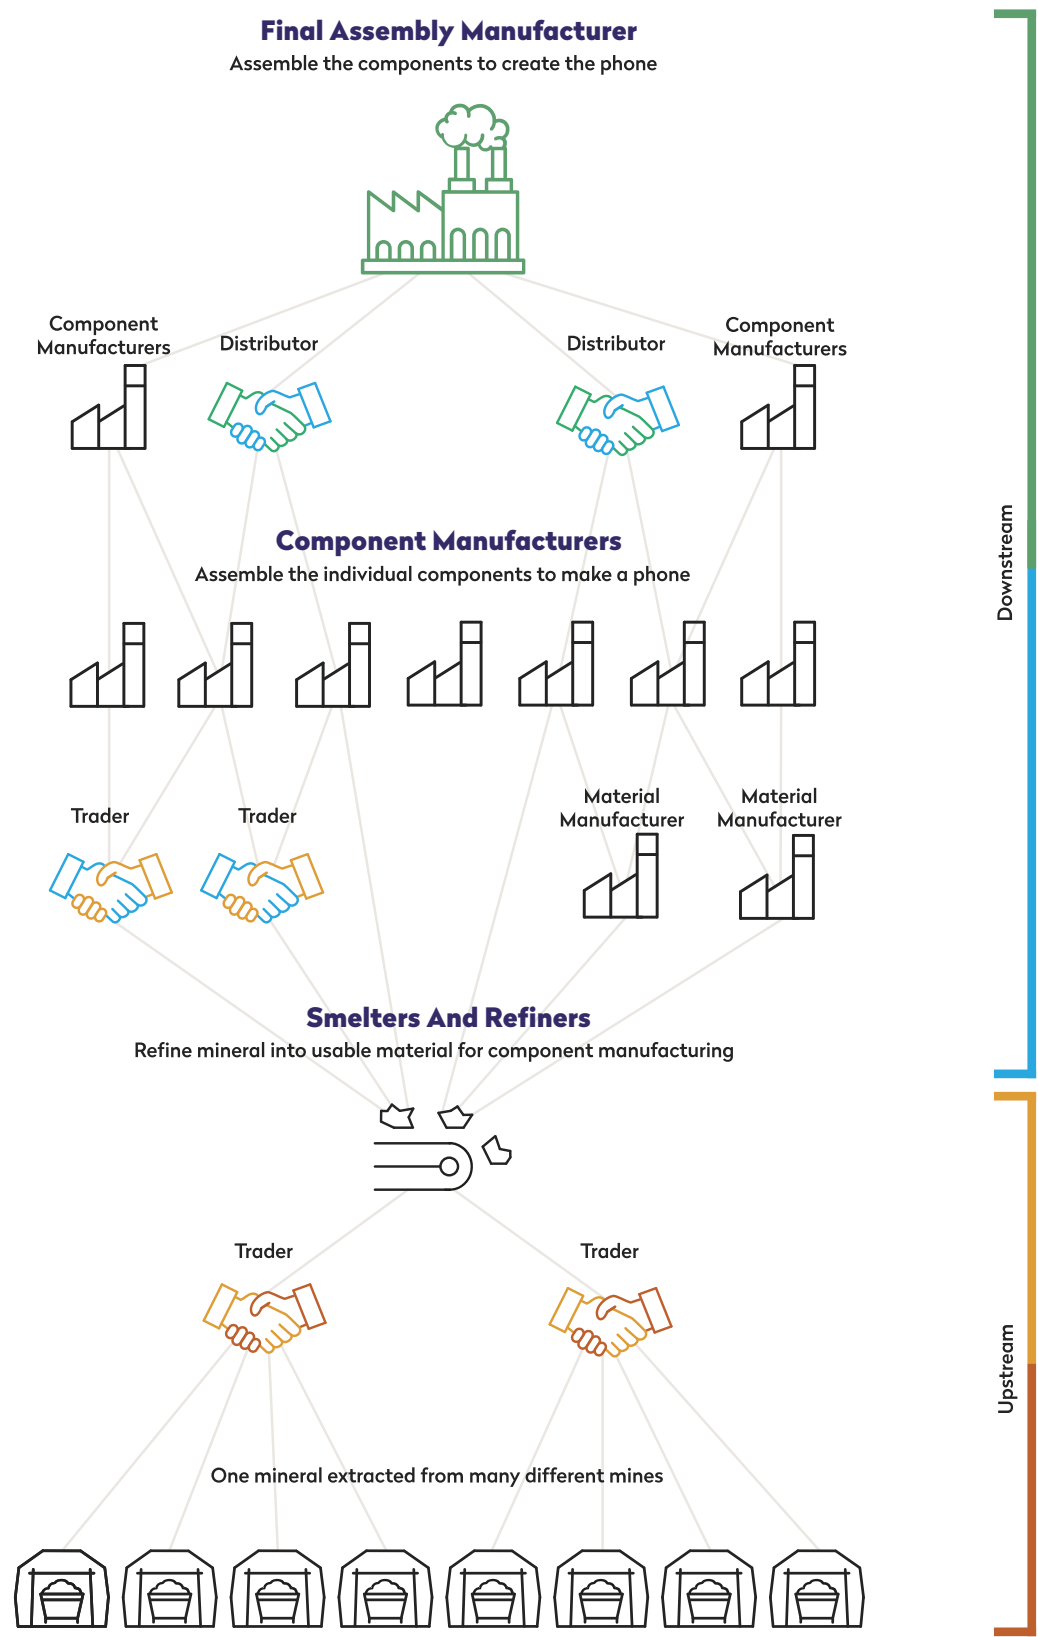 Final Assembly Manufacturer
Assemble the components to create the phone
Component
Manufacturers
Distributor
Distributor
Component
Manufacturers
Component Manufacturers
Assemble the individual components to make a phone
Downstream
Trader
Trader
Material
Manufacturer
Material
Manufacturer
Smelters And Refiners
Refine mineral into usable material for component manufacturing
Trader
Trader
Upstream
One mineral extracted from many different mines